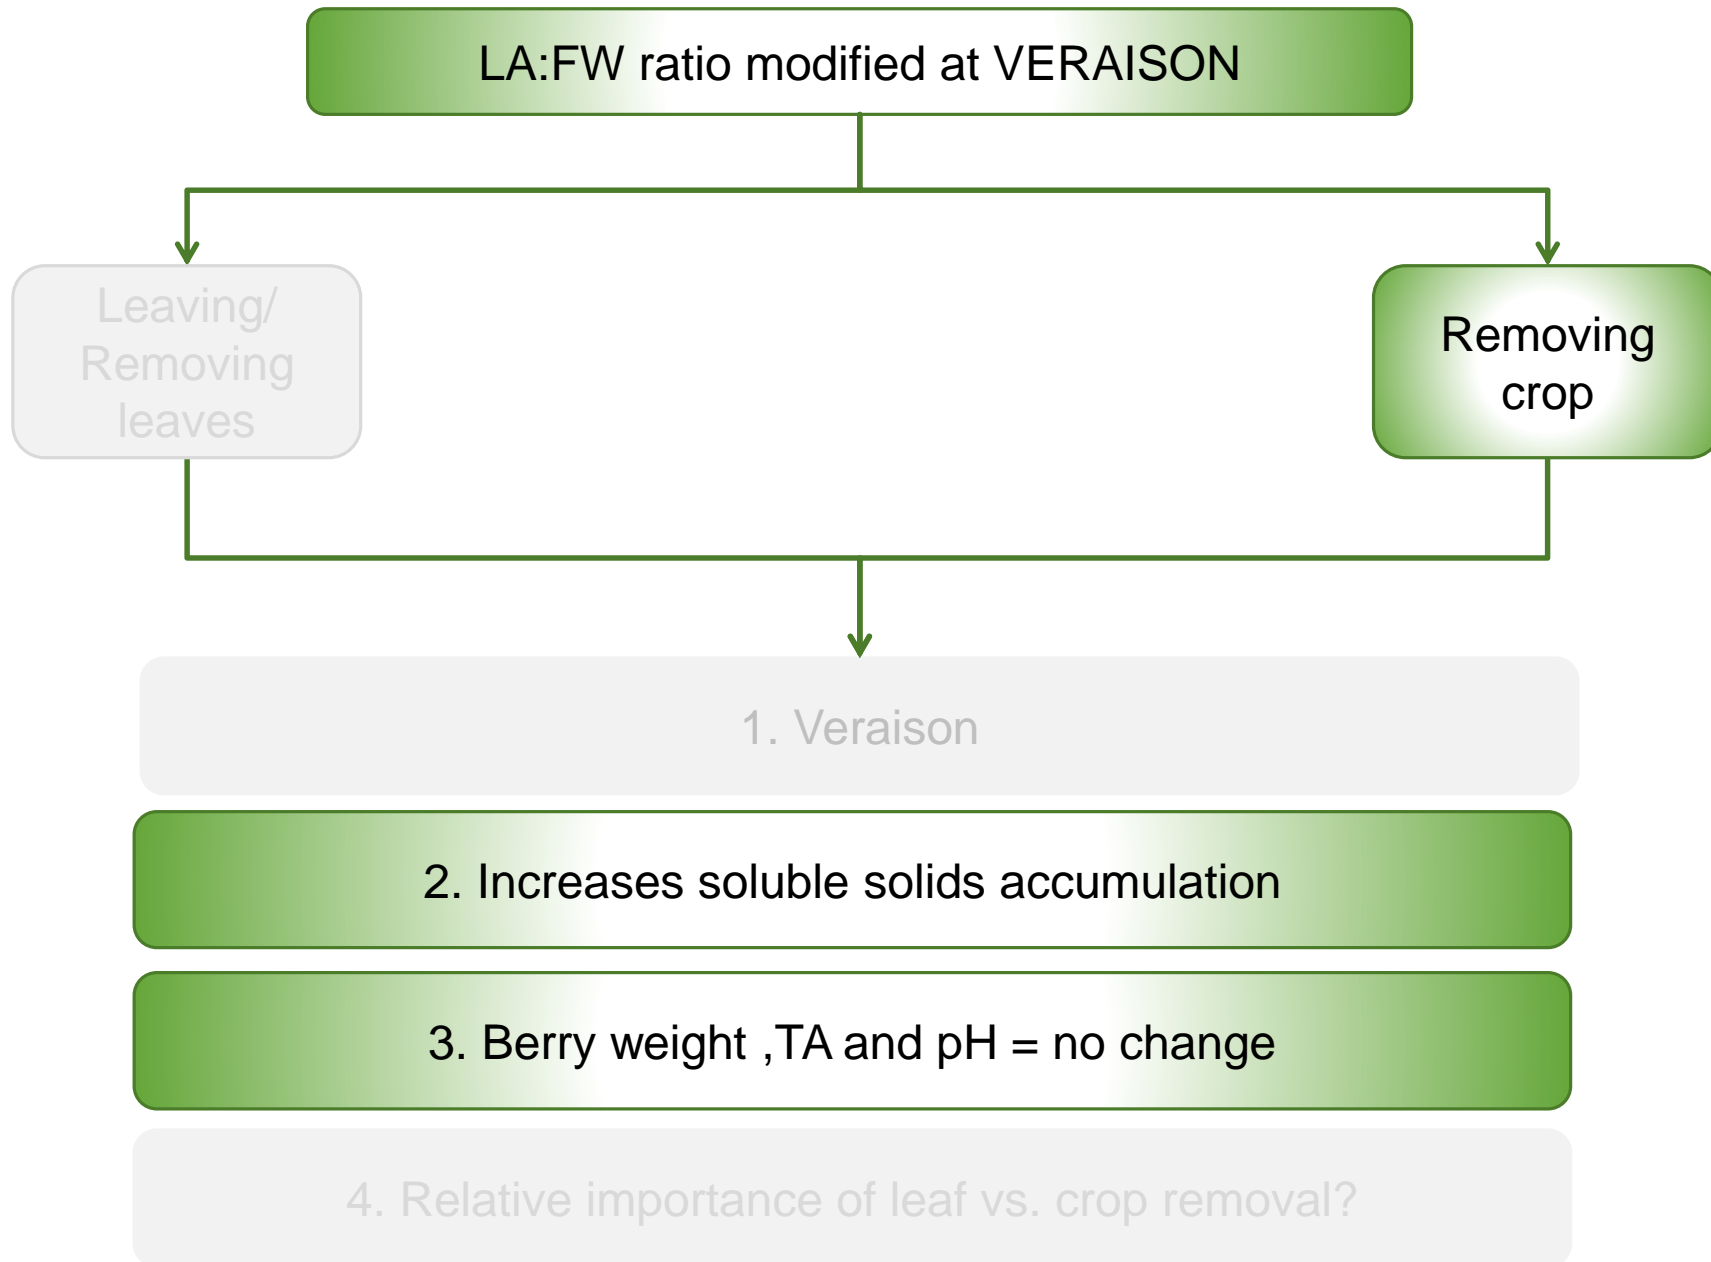 LA:FW ratio modified at VERAISON
Leaving/
Removing
leaves
Removing
crop
1. Veraison
2. Increases soluble solids accumulation
3. Berry weight ,TA and pH = no change
4. Relative importance of leaf vs. crop removal?